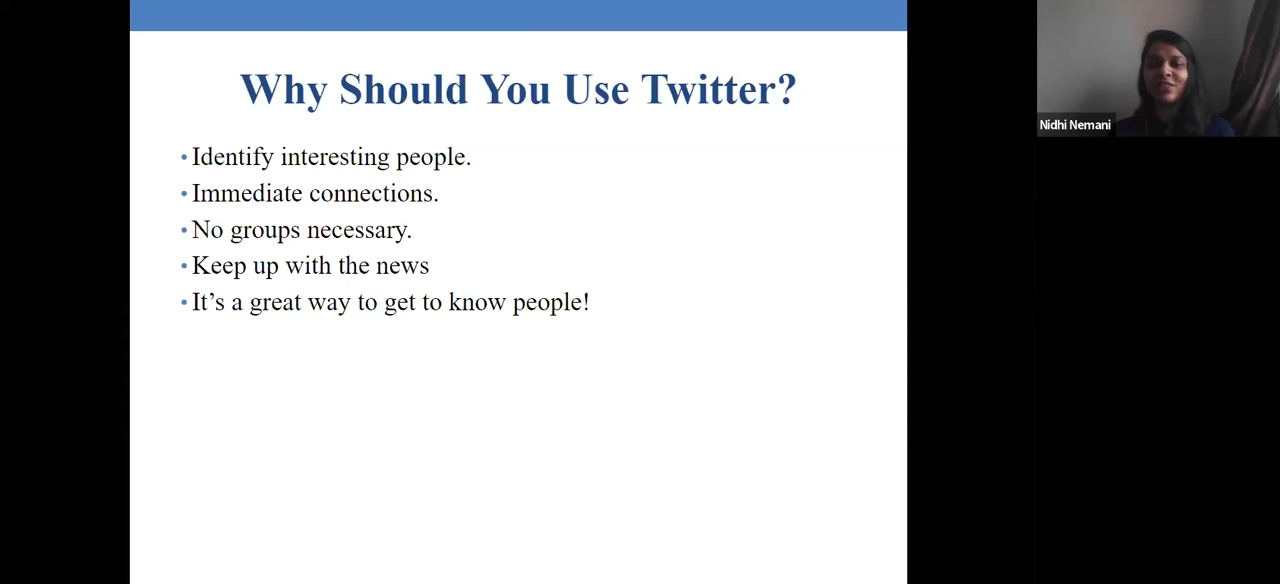 Why Should You Use Twitter?
• Identify interesting people.
• Immediate connections.
• No groups necessary.
• Keep up with the news
• It’s a great way to get to know people!
Nidhi Nemani